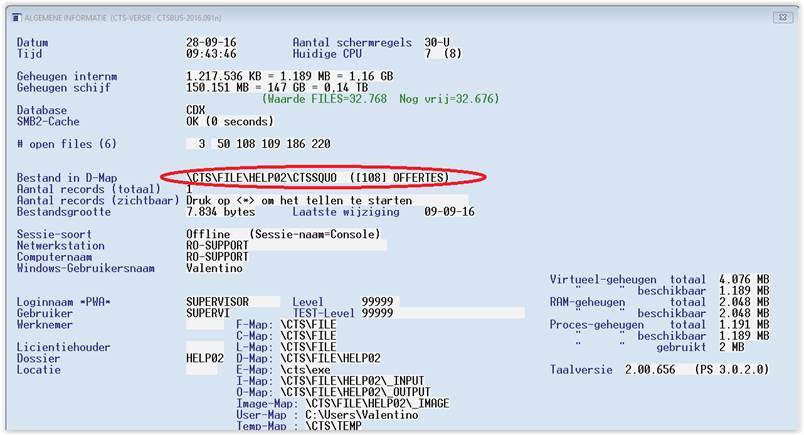 ALGEMENE INFORMATIE (CTS-VERSIE : CTSBUS-2016.091n)
Datum 28-09-16 Aantal schermregels 30-U
Tijd 09:43:46 Huidige CPU 7 (8)
Geheugen internm 1.217.536 KB = 1.189 MB = 1,16 GB
Geheugen schijf 150.151 MB = 147 GB = 0,14 TB
(Waarde FILES=32.768 Nog vrij=32.676)
Database CDX
SMB2-Cache OK (0 seconds)
# open files (6) 3 50 108 109 186 220
Bestand in D-Map \CTS\FILE\HELP02\CTSSQUO ([108] OFFERTES)
Aantal records (totaal) 1
Aantal records (zichtbaar) Druk op <*> om het tellen te starten
Bestandsgrootte 7.834 bytes Laatste wijziging 09-09-16
Sessie-soort Offline (Sessie-naam=Console)
Netwerkstation RO-SUPPORT
Computernaam RO-SUPPORT
Windows-Gebruikersnaam Valentino
Virtueel-geheugen totaal 4.076 MB
" " beschikbaar 1.189 MB
Loginnaam *PWA* SUPERVISOR Level 99999 RAM-geheugen totaal 2.048 MB
Gebruiker SUPERVI TEST-Level 99999 " " beschikbaar 2.048 MB
Werknemer F-Map: \CTS\FILE Proces-geheugen totaal 1.191 MB
C-Map: \CTS\FILE " " beschikbaar 1.189 MB
Licentiehouder L-Map: \CTS\FILE " " gebruikt 2 MB
Dossier HELP02 D-Map: \CTS\FILE\HELP02
Locatie E-Map: \cts\exe Taalversie 2.00.656 (PS 3.0.2.0)
I-Map: \CTS\FILE\HELP02\_INPUT
O-Map: \CTS\FILE\HELP02\_OUTPUT
Image-Map: \CTS\FILE\HELP02\_IMAGE
User-Map : C:\Users\Valentino
Temp-Map : \CTS\TEMP